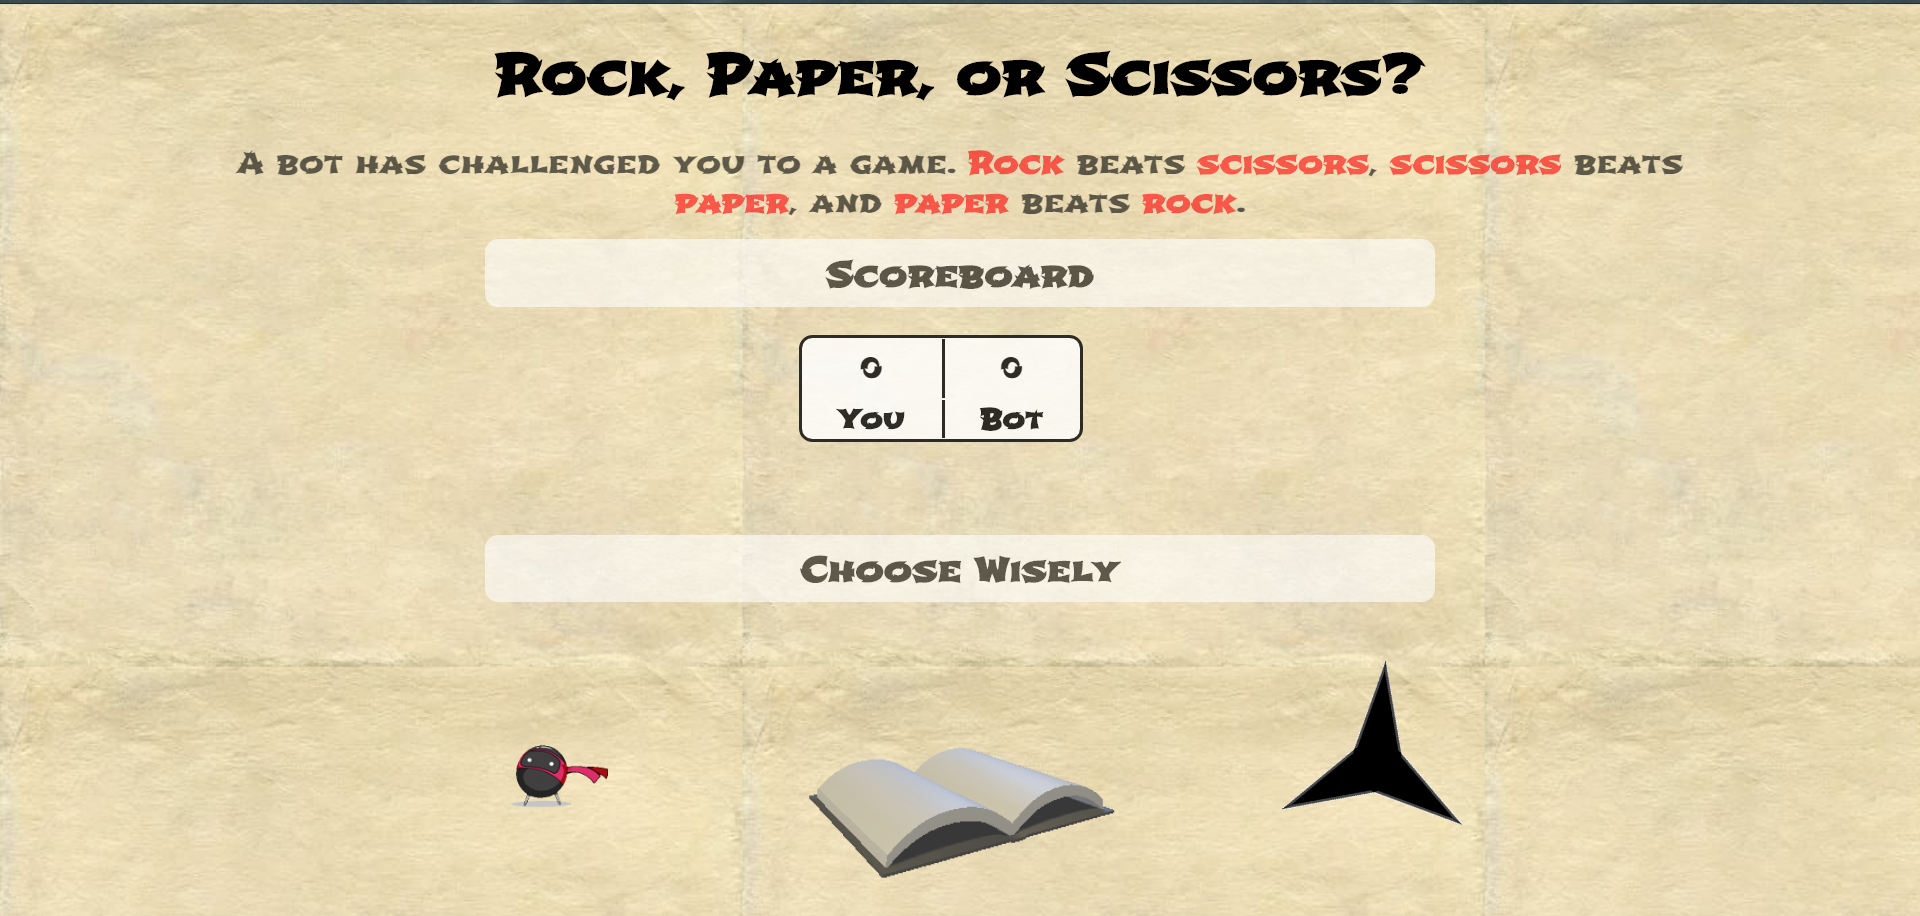 Rock, Paper, or Scissors?
A bot has challenged you to a game. Rock beats scissors, scissors beats
paper, and paper beats rock.
Scoreboard
0 0
You Bot
Choose Wisely